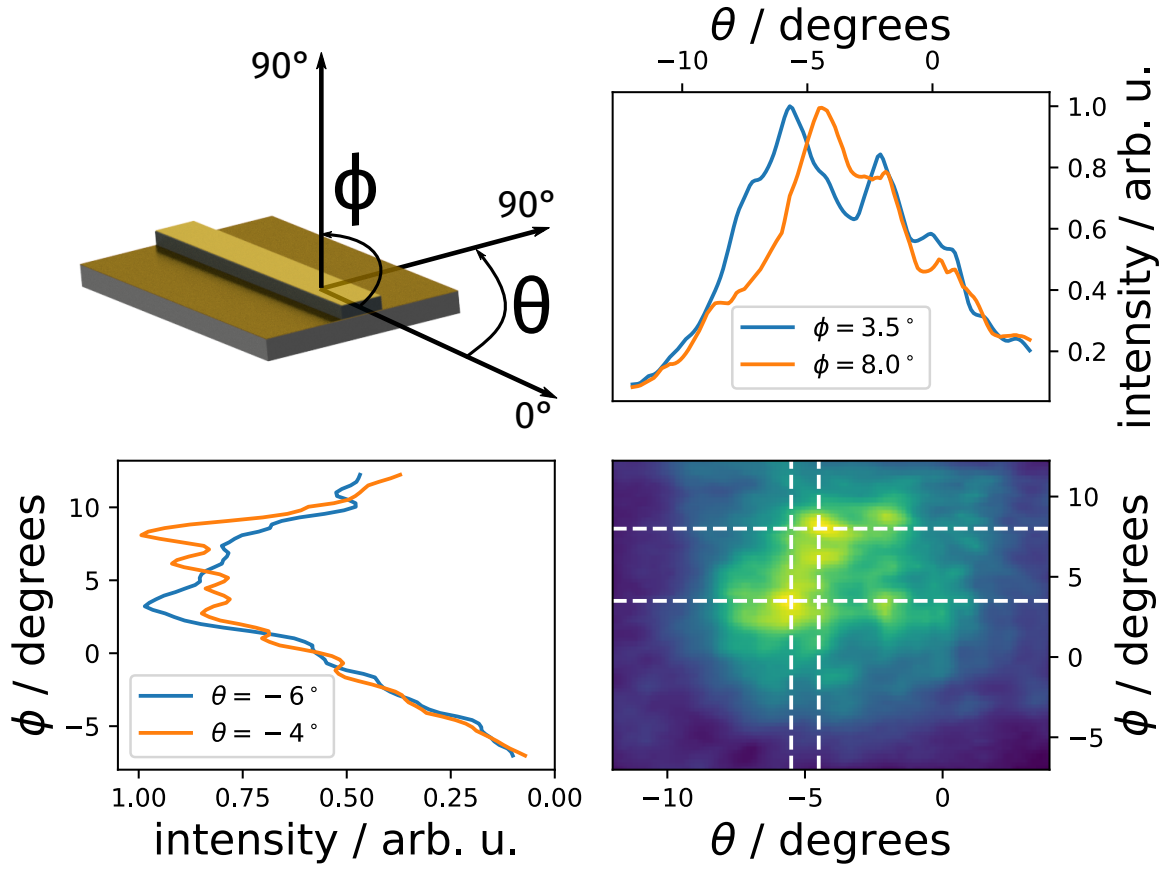 90°
ϕ
90°
θ
0°
θ / degrees
−10 −5 0
1.0
0.8
0.6
0.4
0.2
intensity / arb. u.
ϕ = 3.5°
ϕ = 8.0°
10
5
0
−5
ϕ / degrees
θ = −6°
θ = −4°
1.00 0.75 0.50 0.25 0.00
intensity / arb. u.
10
5
0
−5
ϕ / degrees
−10 −5 0
θ / degrees